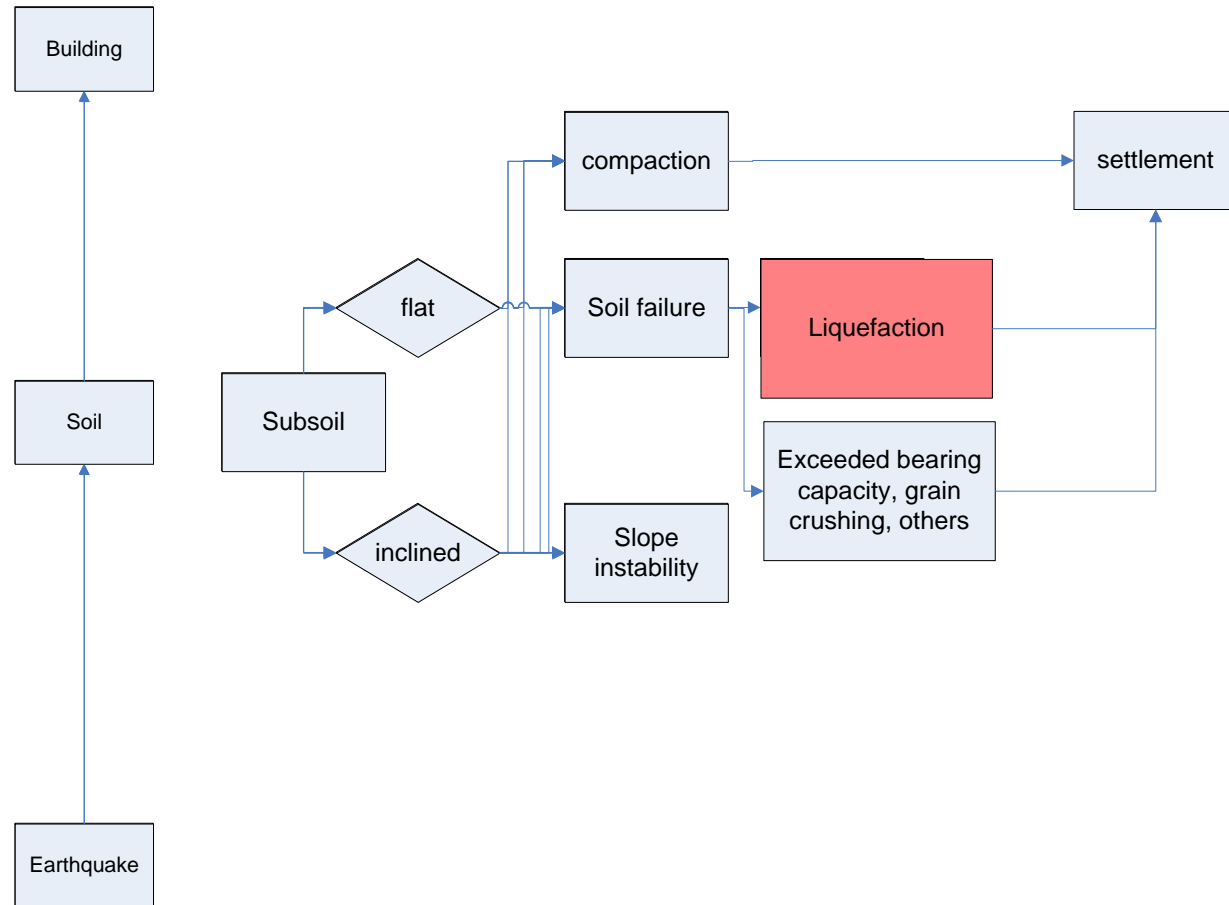 Building
compaction
settlement
flat
Soil failure
Liquefaction
Soil
Subsoil
Exceeded bearing
capacity, grain
crushing, others
inclined
Slope
instability
Earthquake